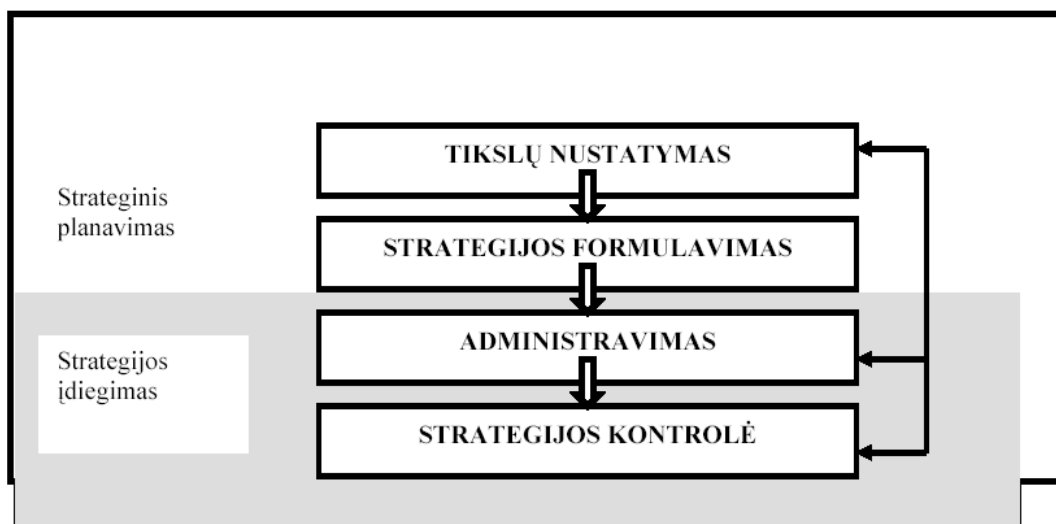 TIKSLŲ NUSTATYMAS
Strateginis
planavimas
STRATEGIJOS FORMULAVIMAS
ADMINISTRAVIMAS
Strategijos
įdiegimas
STRATEGIJOS KONTROLĖ